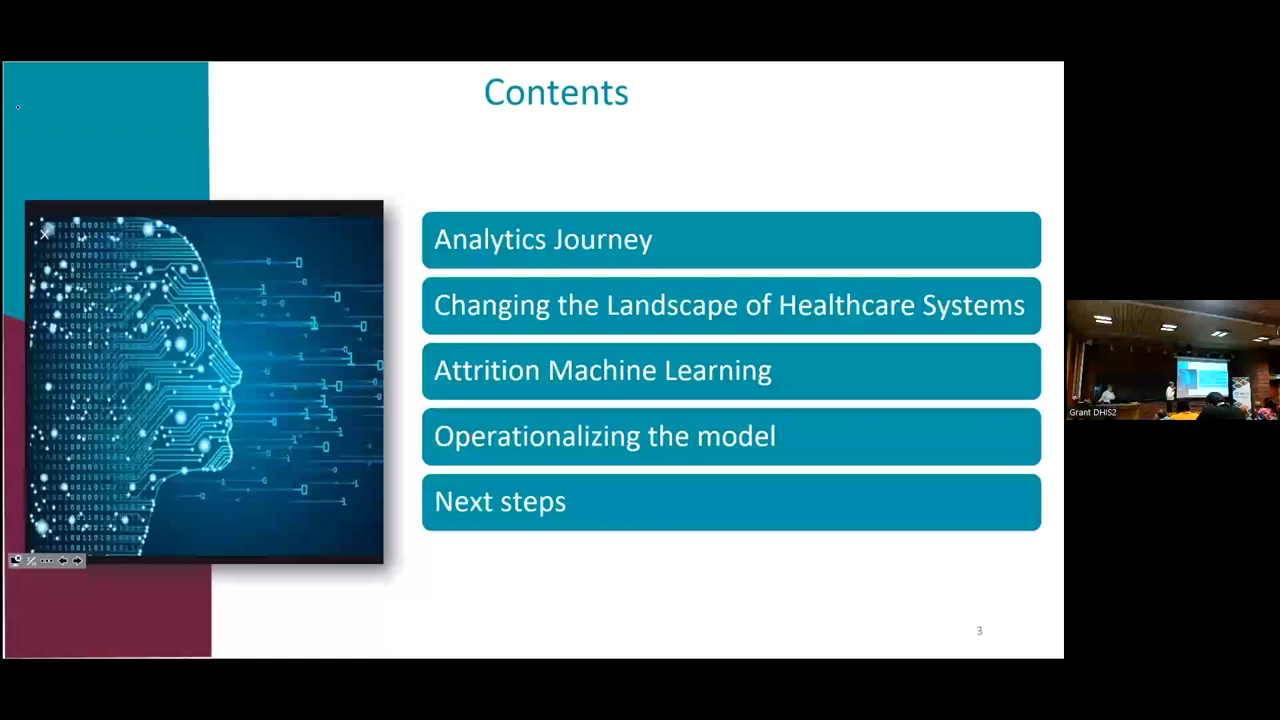 Contents
Analytics Journey
Changing the Landscape of Healthcare Systems
Attrition Machine Learning
Operationalizing the model
Next steps
3
Grant DHIS2